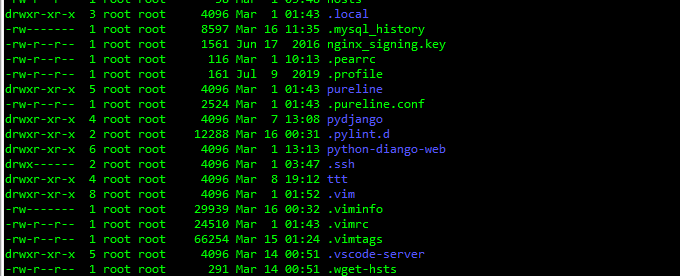 drwxr-xr-x 3 root root 4096 Mar 1 01:43 .local
-rw------- 1 root root 8597 Mar 16 11:35 .mysql_history
-rw-r--r-- 1 root root 1561 Jun 17 2016 nginx_signing.key
-rw-r--r-- 1 root root 116 Mar 1 10:13 .pearrc
-rw-r--r-- 1 root root 161 Jul 9 2019 .profile
drwxr-xr-x 5 root root 4096 Mar 1 01:43 pureline
-rw-r--r-- 1 root root 2524 Mar 1 01:43 .pureline.conf
drwxr-xr-x 4 root root 4096 Mar 7 13:08 pydjango
drwxr-xr-x 2 root root 12288 Mar 16 00:31 .pylint.d
drwxr-xr-x 6 root root 4096 Mar 1 13:13 python-diango-web
drwx------ 2 root root 4096 Mar 1 03:47 .ssh
drwxr-xr-x 4 root root 4096 Mar 8 19:12 ttt
drwxr-xr-x 8 root root 4096 Mar 1 01:52 .vim
-rw------- 1 root root 29939 Mar 16 00:32 .viminfo
-rw-r--r-- 1 root root 24510 Mar 1 01:43 .vimrc
-rw-r--r-- 1 root root 66254 Mar 15 01:24 .vimtags
drwxr-xr-x 5 root root 4096 Mar 14 00:51 .vscode-server
-rw-r--r-- 1 root root 291 Mar 14 00:51 .wget-hsts